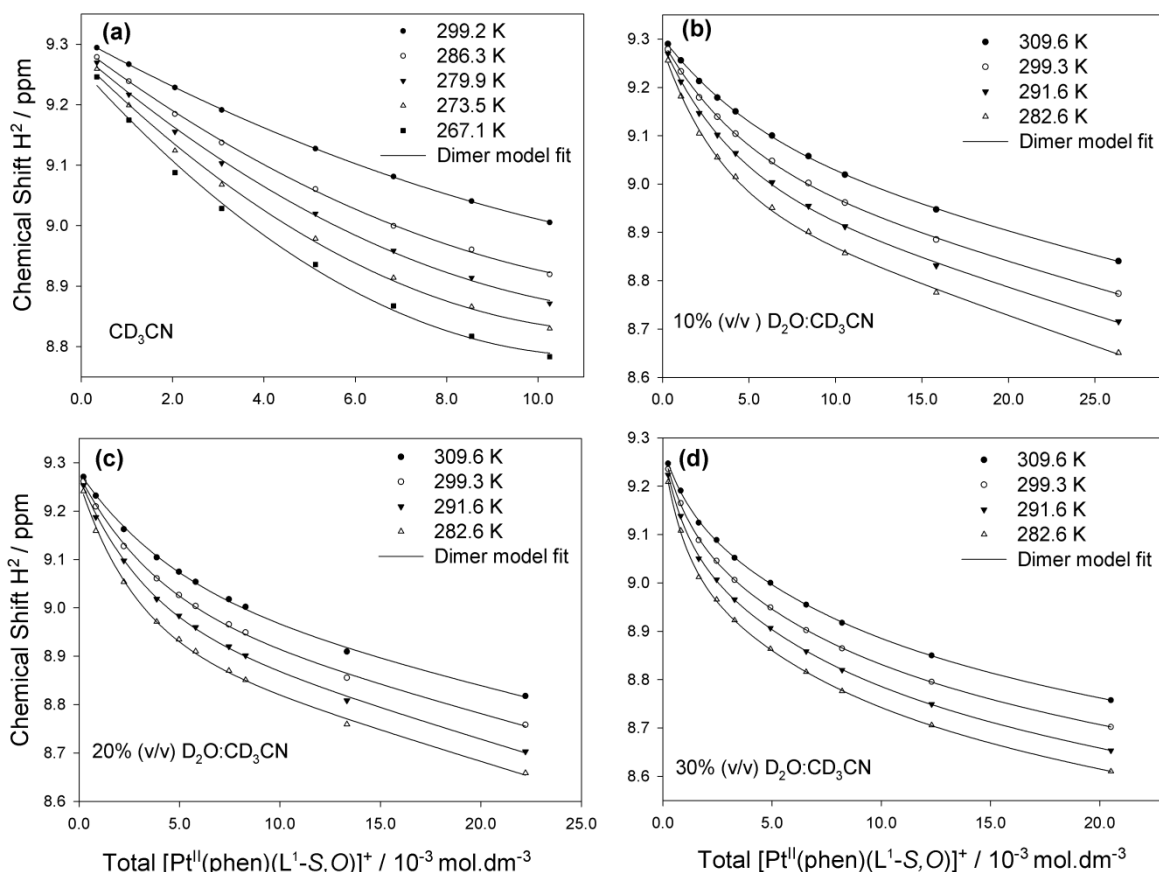 (a)
299.2 K
286.3 K
279.9 K
273.5 K
267.1 K
Dimer model fit
CD₃CN
9.3
9.2
9.1
9.0
8.9
8.8
0.0 2.0 4.0 6.0 8.0 10.0
Chemical Shift H² / ppm
(b)
309.6 K
299.3 K
291.6 K
282.6 K
Dimer model fit
10% (v/v ) D₂O:CD₃CN
9.3
9.2
9.1
9.0
8.9
8.8
8.7
8.6
0.0 5.0 10.0 15.0 20.0 25.0
(c)
309.6 K
299.3 K
291.6 K
282.6 K
Dimer model fit
20% (v/v) D₂O:CD₃CN
9.3
9.2
9.1
9.0
8.9
8.8
8.7
8.6
0.0 5.0 10.0 15.0 20.0 25
Chemical Shift H² / ppm
Total [Ptᴵᴵ(phen)(L¹-S,O)]⁺ / 10⁻³ mol.dm⁻³
(d)
309.6 K
299.3 K
291.6 K
282.6 K
Dimer model fit
30% (v/v) D₂O:CD₃CN
9.3
9.2
9.1
9.0
8.9
8.8
8.7
8.6
8.5
0.0 5.0 10.0 15.0 20.0
Total [Ptᴵᴵ(phen)(L¹-S,O)]⁺ / 10⁻³ mol.dm⁻³